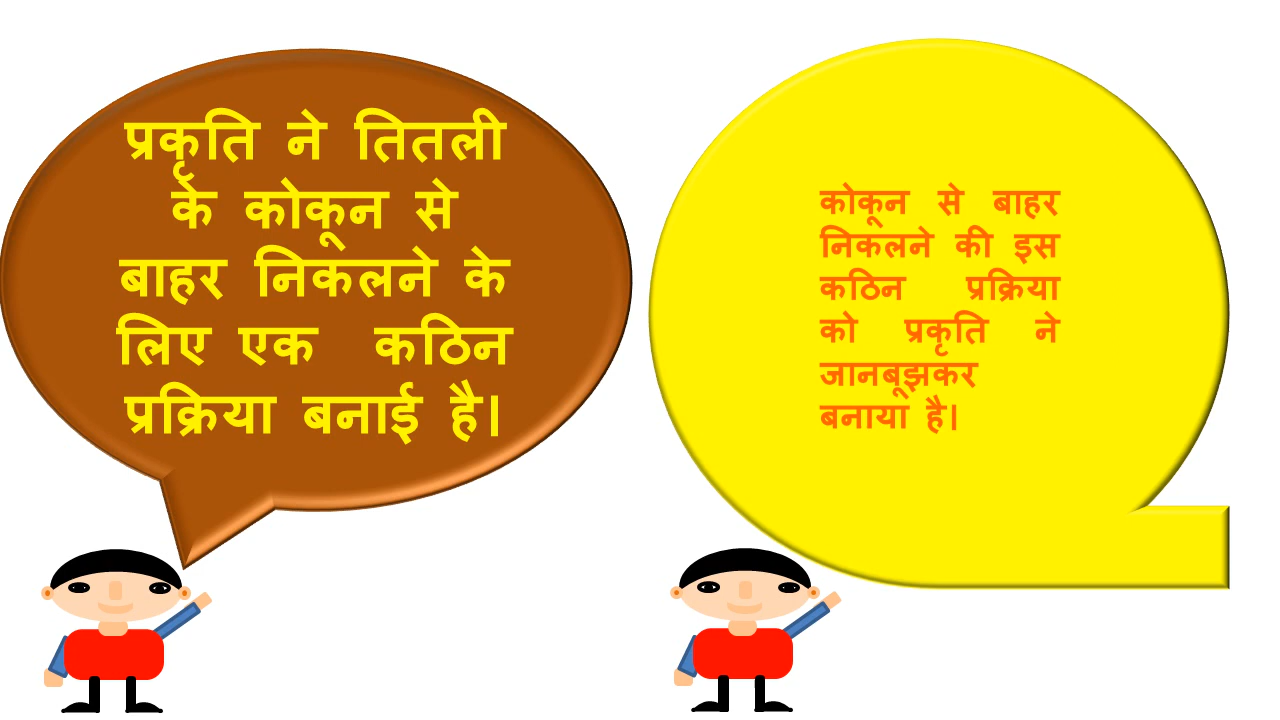 प्रकृति ने तितली
के कोकून से
बाहर निकलने के
लिए एक कठिन
प्रक्रिया बनाई है।
कोकून से बाहर
निकलने की इस
कठिन प्रक्रिया
को प्रकृति ने
जानबूझकर
बनाया है।